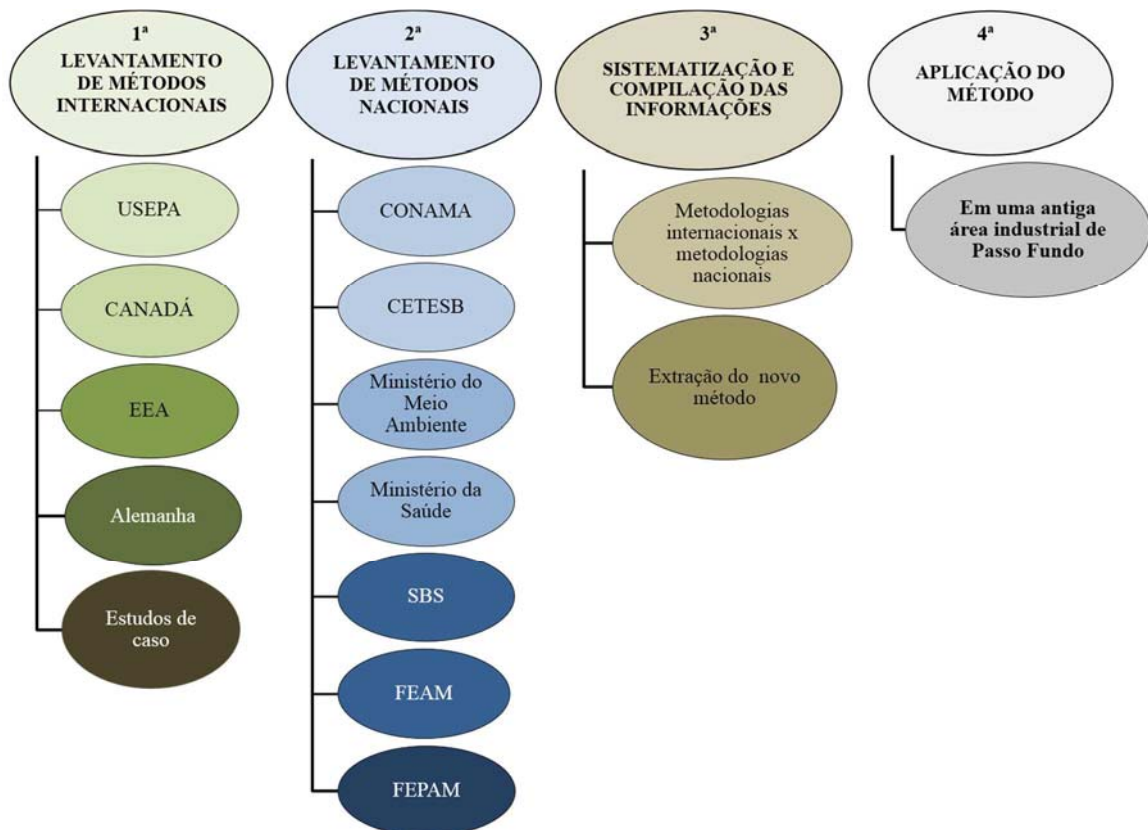 1ª
LEVANTAMENTO
DE MÉTODOS
INTERNACIONAIS
USEPA
CANADÁ
EEA
Alemanha
Estudos de
caso
2ª
LEVANTAMENTO
DE MÉTODOS
NACIONAIS
CONAMA
CETESB
Ministério do
Meio
Ambiente
Ministério da
Saúde
SBS
FEAM
FEPAM
3ª
SISTEMATIZAÇÃO E
COMPILAÇÃO DAS
INFORMAÇÕES
Metodologias
internacionais x
metodologias
nacionais
Extração do novo
método
4ª
APLICAÇÃO DO
MÉTODO
Em uma antiga
área industrial de
Passo Fundo